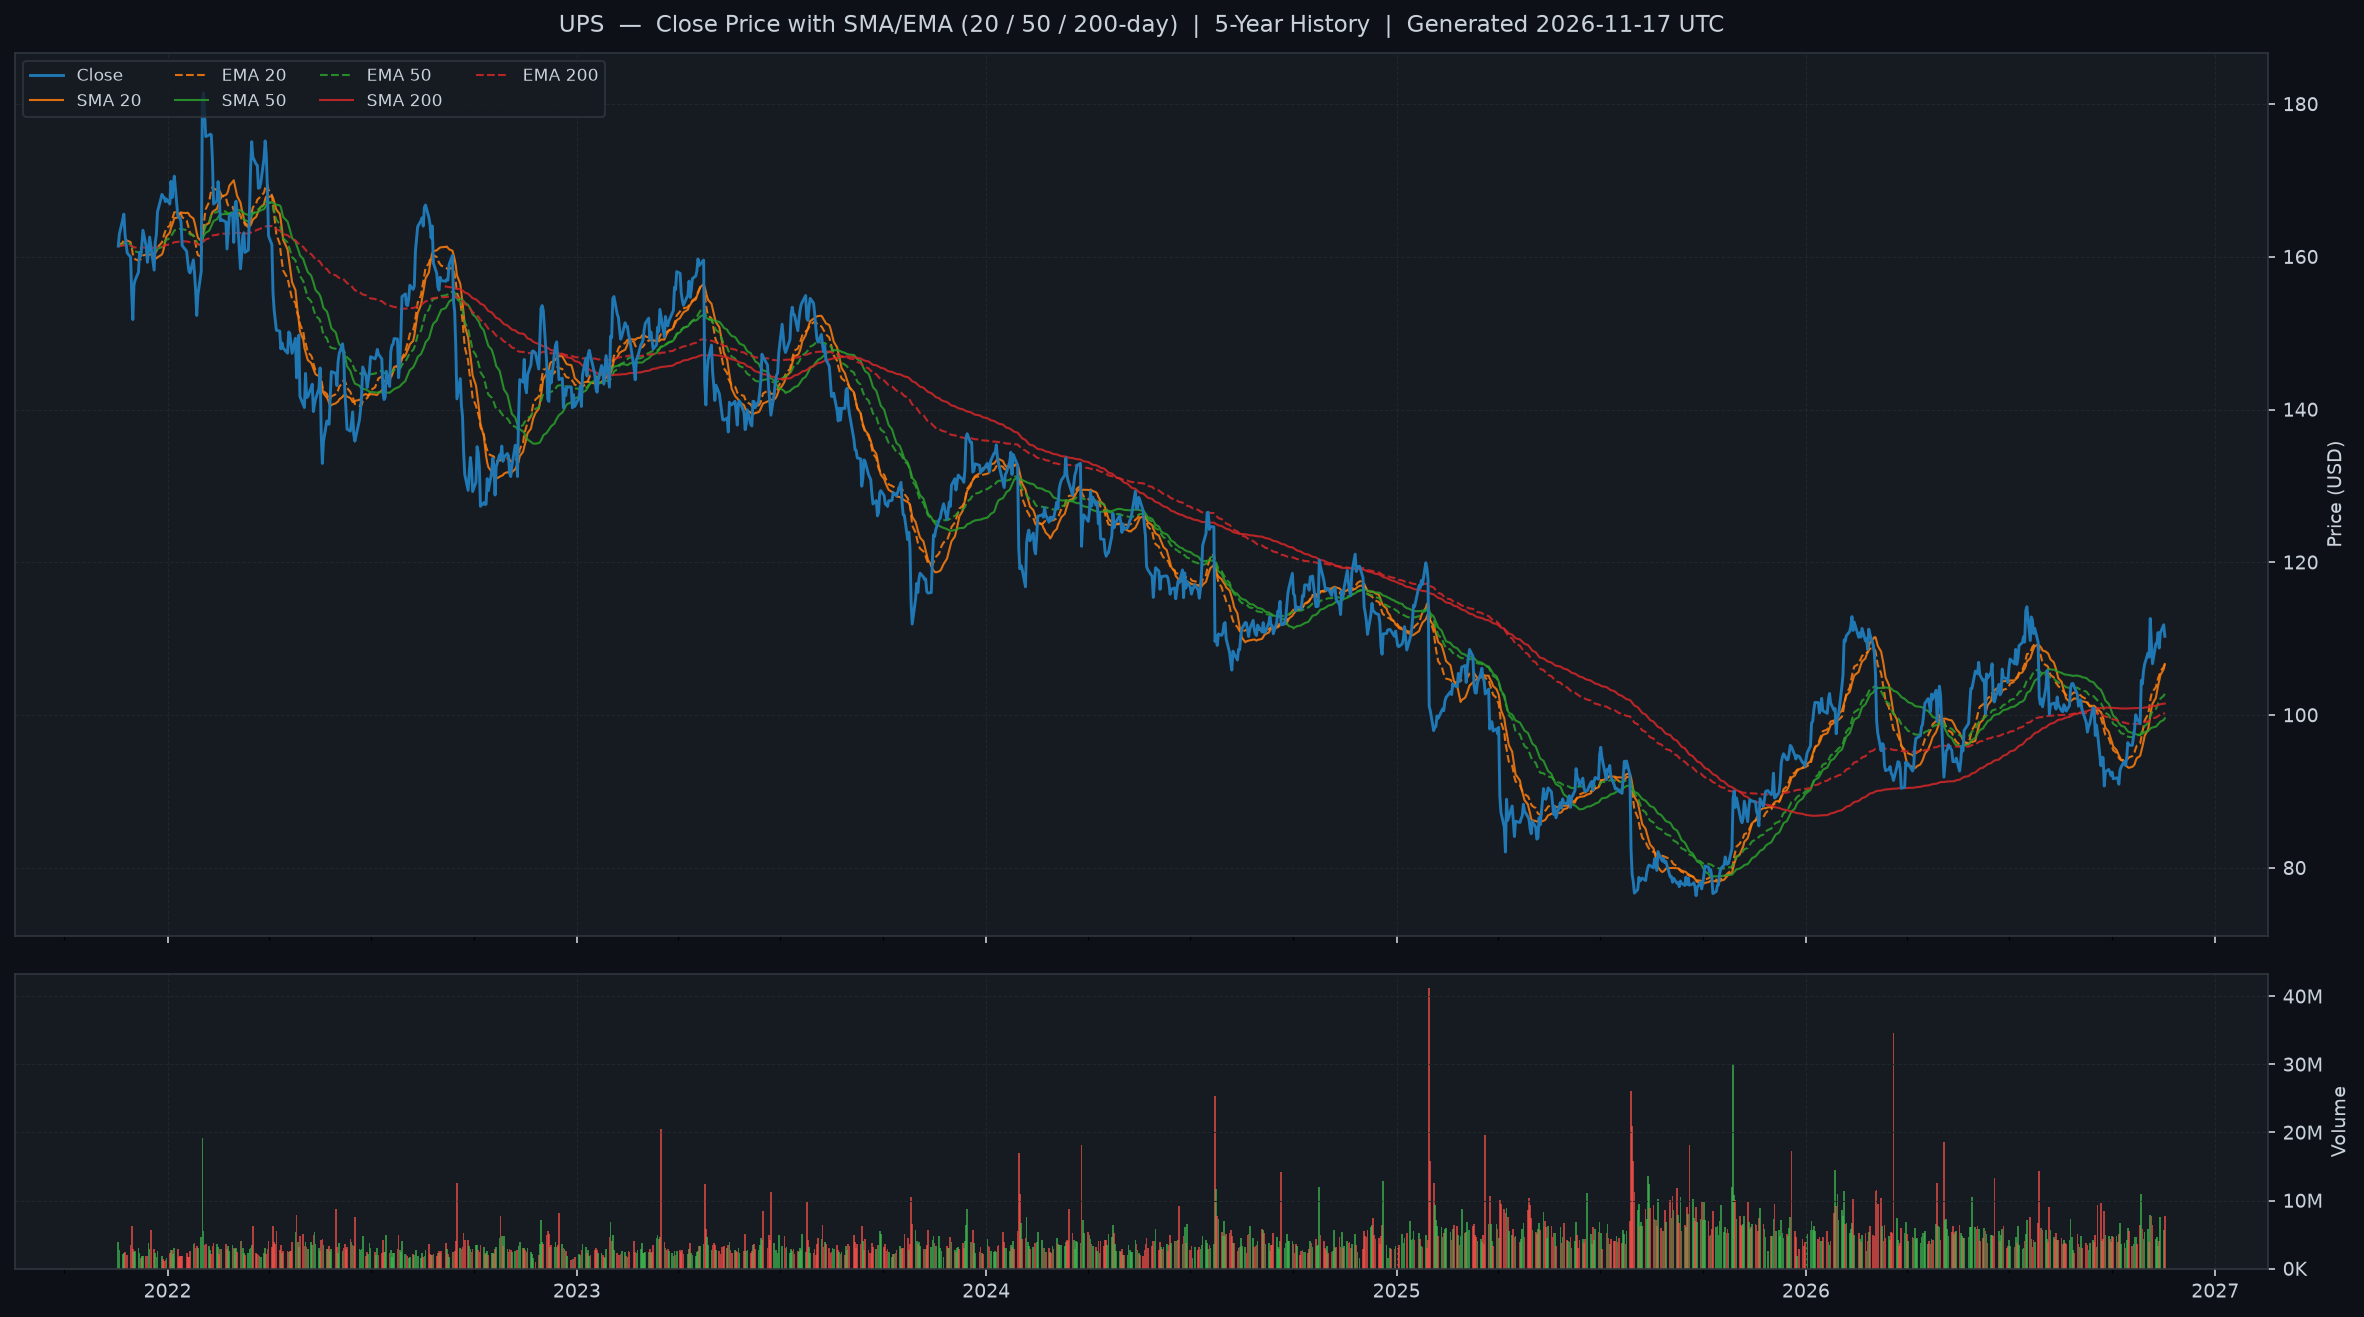 UPS — Close Price with SMA/EMA (20 / 50 / 200-day) | 5-Year History | Generated 2026-11-17 UTC
Close EMA 20 EMA 50 EMA 200
SMA 20 SMA 50 SMA 200
180
160
140
120
100
80
Price (USD)
40M
30M
20M
10M
0K
Volume
2022 2023 2024 2025 2026 2027